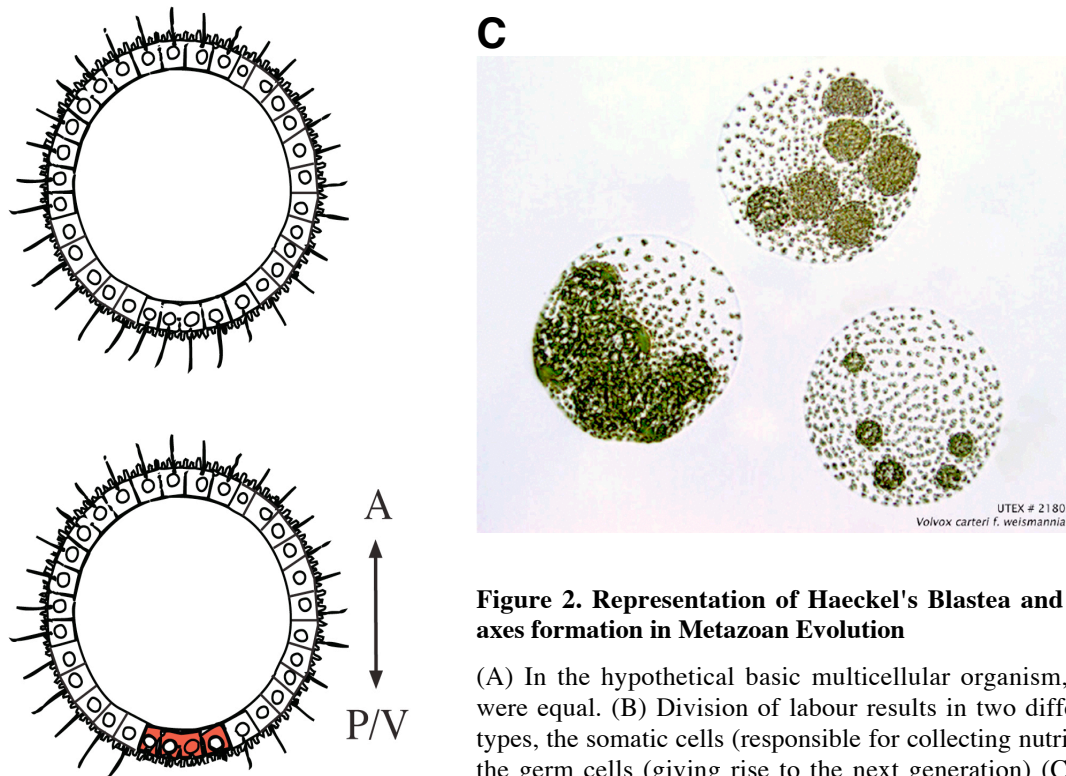 C
A
P/V
UTEX # 2180
Volvox carteri f. weismannia
Figure 2. Representation of Haeckel's Blastea and
axes formation in Metazoan Evolution
(A) In the hypothetical basic multicellular organism,
were equal. (B) Division of labour results in two diffe
types, the somatic cells (responsible for collecting nutri
the germ cells (giving rise to the next generation) (C